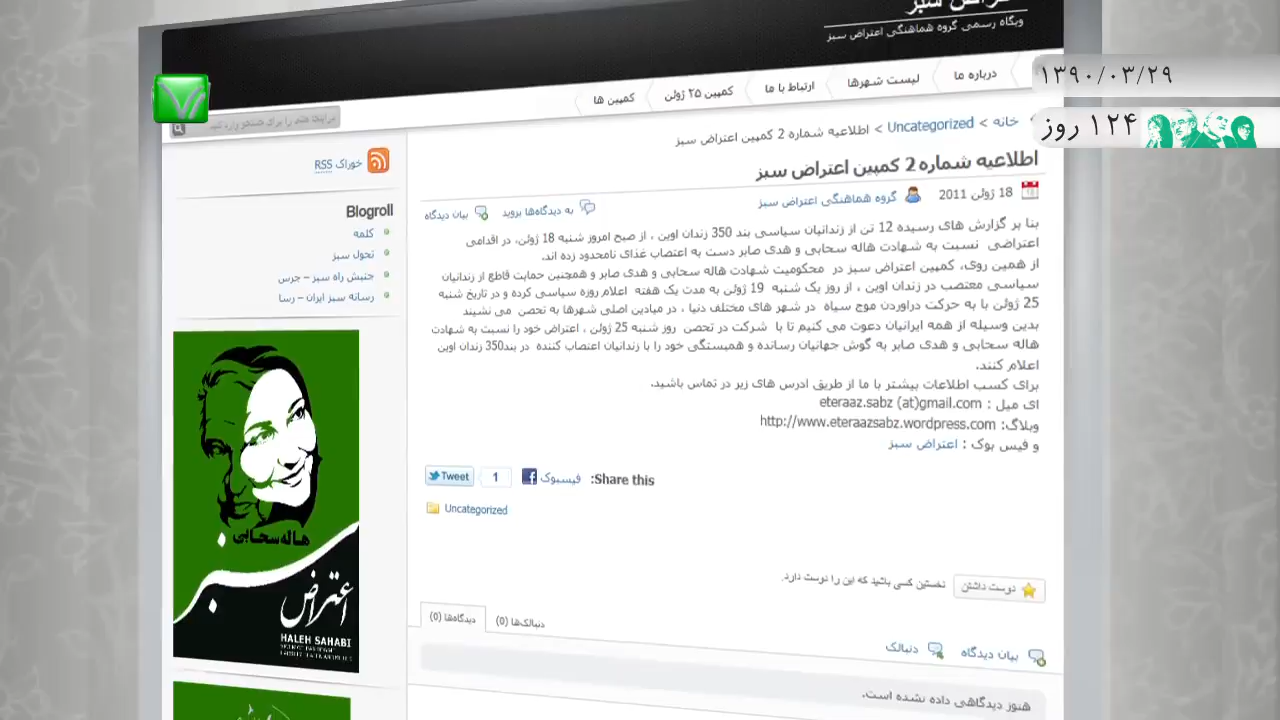 اعتراض سبز
وبگاه رسمی گروه هماهنگی اعتراض سبز
۱۳۹۰/۰۳/۲۹
۱۲۴ روز
درباره ما
لیست شهرها
ارتباط با ما
کمپین ۲۵ ژوئن
کمپین ها
خانه > Uncategorized > اطلاعیه شماره 2 کمپین اعتراض سبز
اطلاعیه شماره 2 کمپین اعتراض سبز
18 ژوئن 2011
گروه هماهنگی اعتراض سبز
به دیدگاه‌ها بروید
بیان دیدگاه
بنا بر گزارش های رسیده 12 تن از زندانیان سیاسی بند 350 زندان اوین ، از صبح امروز شنبه 18 ژوئن، در اقدامی
اعتراضی نسبت به شهادت هاله سحابی و هدی صابر دست به اعتصاب غذای نامحدود زده اند.
از همین روی، کمپین اعتراض سبز در محکومیت شهادت هاله سحابی و هدی صابر و همچنین حمایت قاطع از زندانیان
سیاسی معتصب در زندان اوین ، از روز یک شنبه 19 ژوئن به مدت یک هفته اعلام روزه سیاسی کرده و در تاریخ شنبه
25 ژوئن با به حرکت دراوردن موج سیاه در شهر های مختلف دنیا ، در میادین اصلی شهرها به تحصن می نشیند
بدین وسیله از همه ایرانیان دعوت می کنیم تا با شرکت در تحصن روز شنبه 25 ژوئن ، اعتراض خود را نسبت به شهادت
هاله سحابی و هدی صابر به گوش جهانیان رسانده و همبستگی خود را با زندانیان اعتصاب کننده در بند350 زندان اوین
اعلام کنند.
برای کسب اطلاعات بیشتر با ما از طریق ادرس های زیر در تماس باشید.
ای میل : eteraaz.sabz (at)gmail.com
وبلاگ: http://www.eteraazsabz.wordpress.com
و فیس بوک : اعتراض سبز
Share this:
فیسبوک
1
Tweet
Uncategorized
دوست داشتن
نخستین کسی باشید که این را دوست دارد.
دیدگاه‌ها (0)
دنبالک‌ها (0)
بیان دیدگاه
دنبالک
هنوز دیدگاهی داده نشده است.
خوراک RSS
Blogroll
کلمه
تحول سبز
جنبش راه سبز – جرس
رسانه سبز ایران – رسا
هاله سحابی
اعتراض سبز
HALEH SAHABI